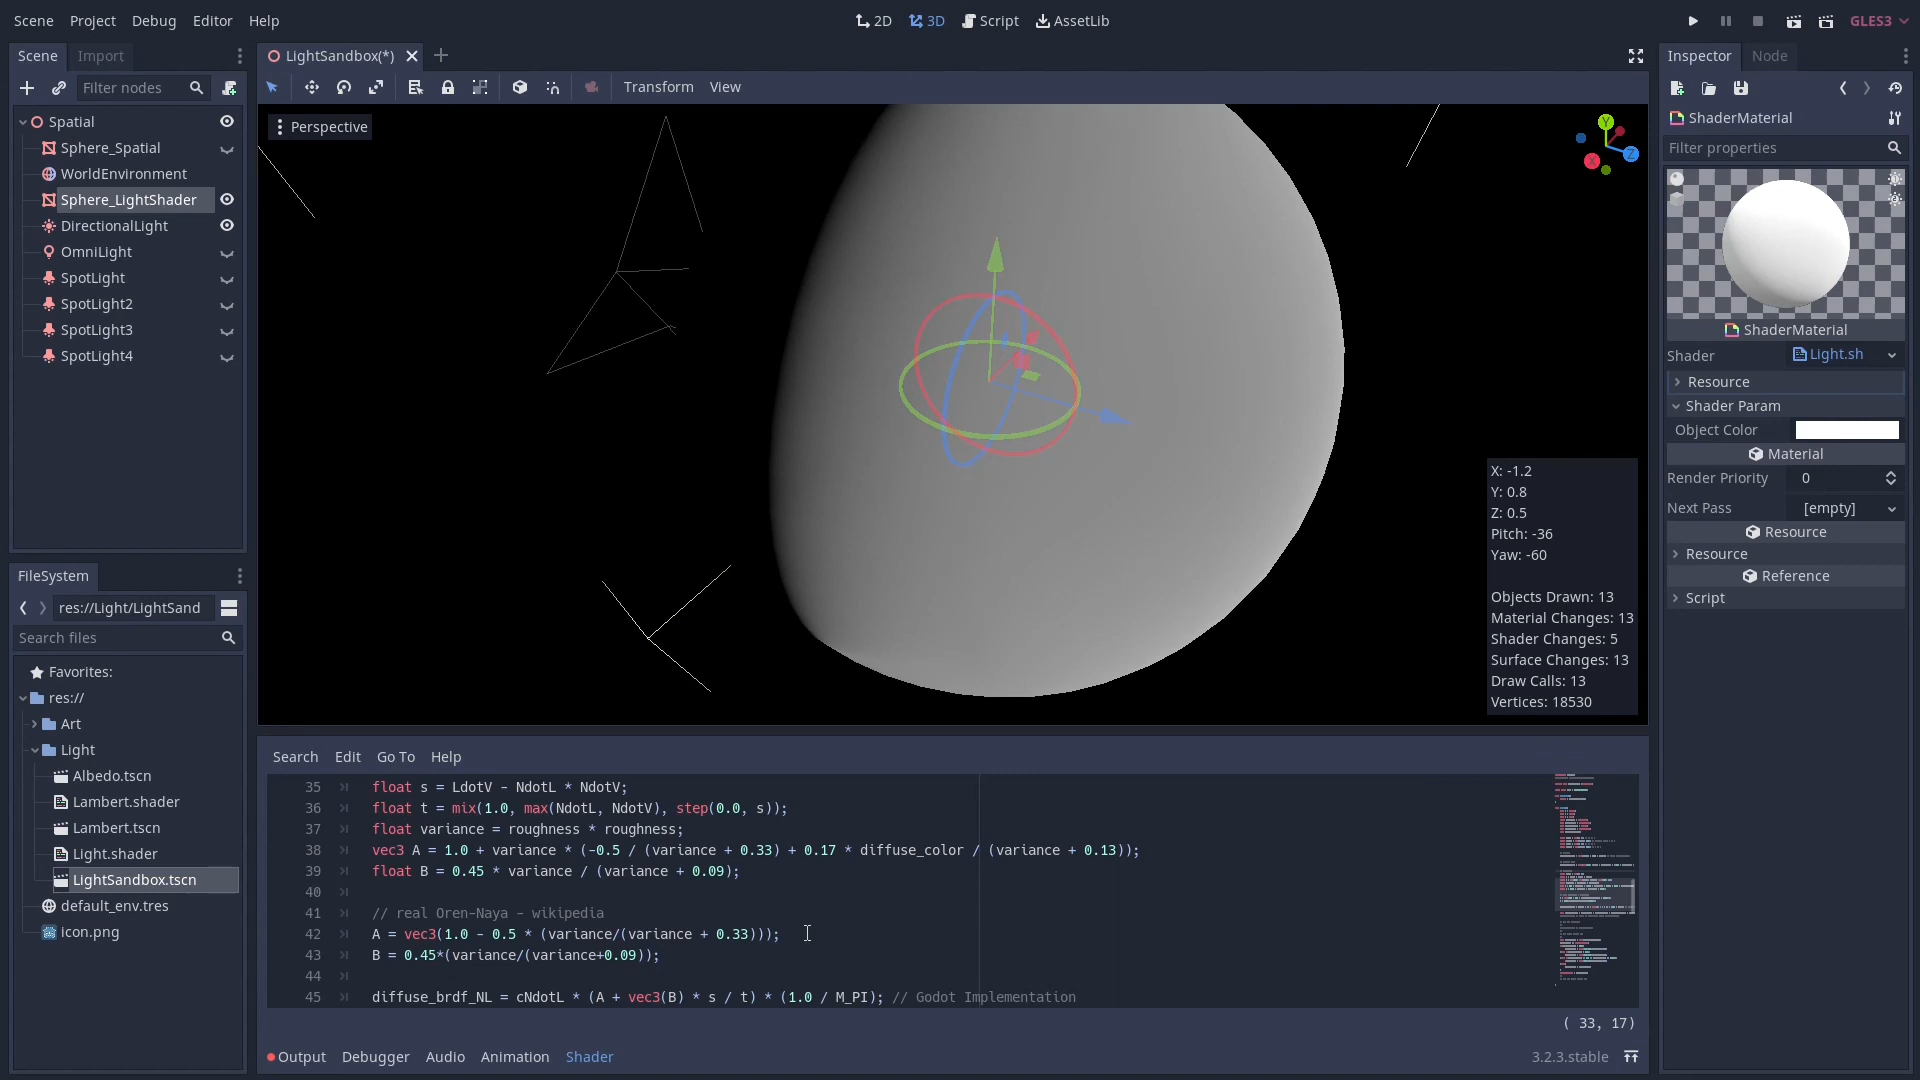 Scene Project Debug Editor Help
2D 3D Script AssetLib
GLES3
Scene Import
Filter nodes
Spatial
Sphere_Spatial
WorldEnvironment
Sphere_LightShader
DirectionalLight
OmniLight
SpotLight
SpotLight2
SpotLight3
SpotLight4
FileSystem
res://Light/LightSand
Search files
Favorites:
res://
Art
Light
Albedo.tscn
Lambert.shader
Lambert.tscn
Light.shader
LightSandbox.tscn
default_env.tres
icon.png
LightSandbox(*)
Transform View
Perspective
Y
Z
X
X: -1.2
Y: 0.8
Z: 0.5
Pitch: -36
Yaw: -60
Objects Drawn: 13
Material Changes: 13
Shader Changes: 5
Surface Changes: 13
Draw Calls: 13
Vertices: 18530
Search Edit Go To Help
35 float s = LdotV - NdotL * NdotV;
36 float t = mix(1.0, max(NdotL, NdotV), step(0.0, s));
37 float variance = roughness * roughness;
38 vec3 A = 1.0 + variance * (-0.5 / (variance + 0.33) + 0.17 * diffuse_color / (variance + 0.13));
39 float B = 0.45 * variance / (variance + 0.09);
40
41 // real Oren-Naya - wikipedia
42 A = vec3(1.0 - 0.5 * (variance/(variance + 0.33)));
43 B = 0.45*(variance/(variance+0.09));
44
45 diffuse_brdf_NL = cNdotL * (A + vec3(B) * s / t) * (1.0 / M_PI); // Godot Implementation
( 33, 17)
Output Debugger Audio Animation Shader
3.2.3.stable
Inspector Node
ShaderMaterial
Filter properties
ShaderMaterial
Shader Light.sh
Resource
Shader Param
Object Color
Material
Render Priority 0
Next Pass [empty]
Resource
Resource
Reference
Script